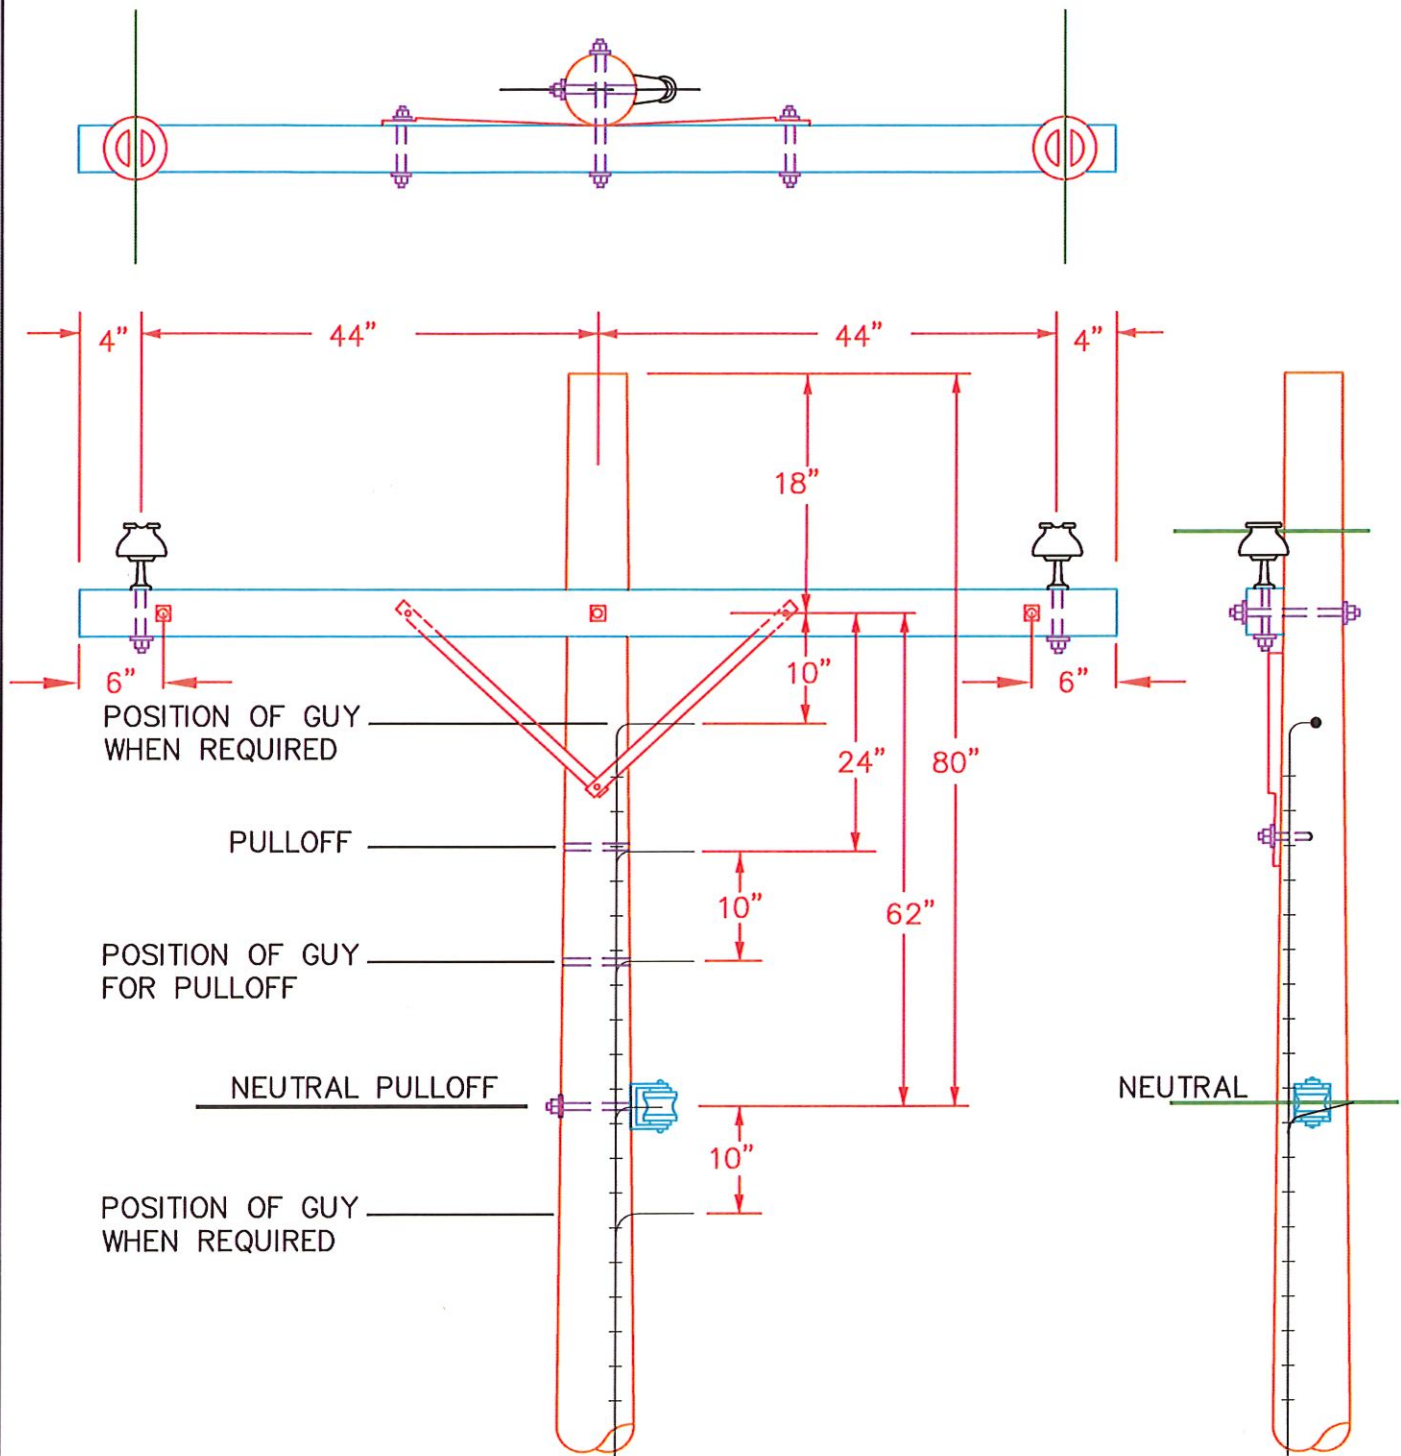 4” 44” 44” 4”
18”
6” 10” 6”
POSITION OF GUY
WHEN REQUIRED
24” 80”
PULLOFF
10” 62”
POSITION OF GUY
FOR PULLOFF
NEUTRAL PULLOFF
NEUTRAL
10”
POSITION OF GUY
WHEN REQUIRED